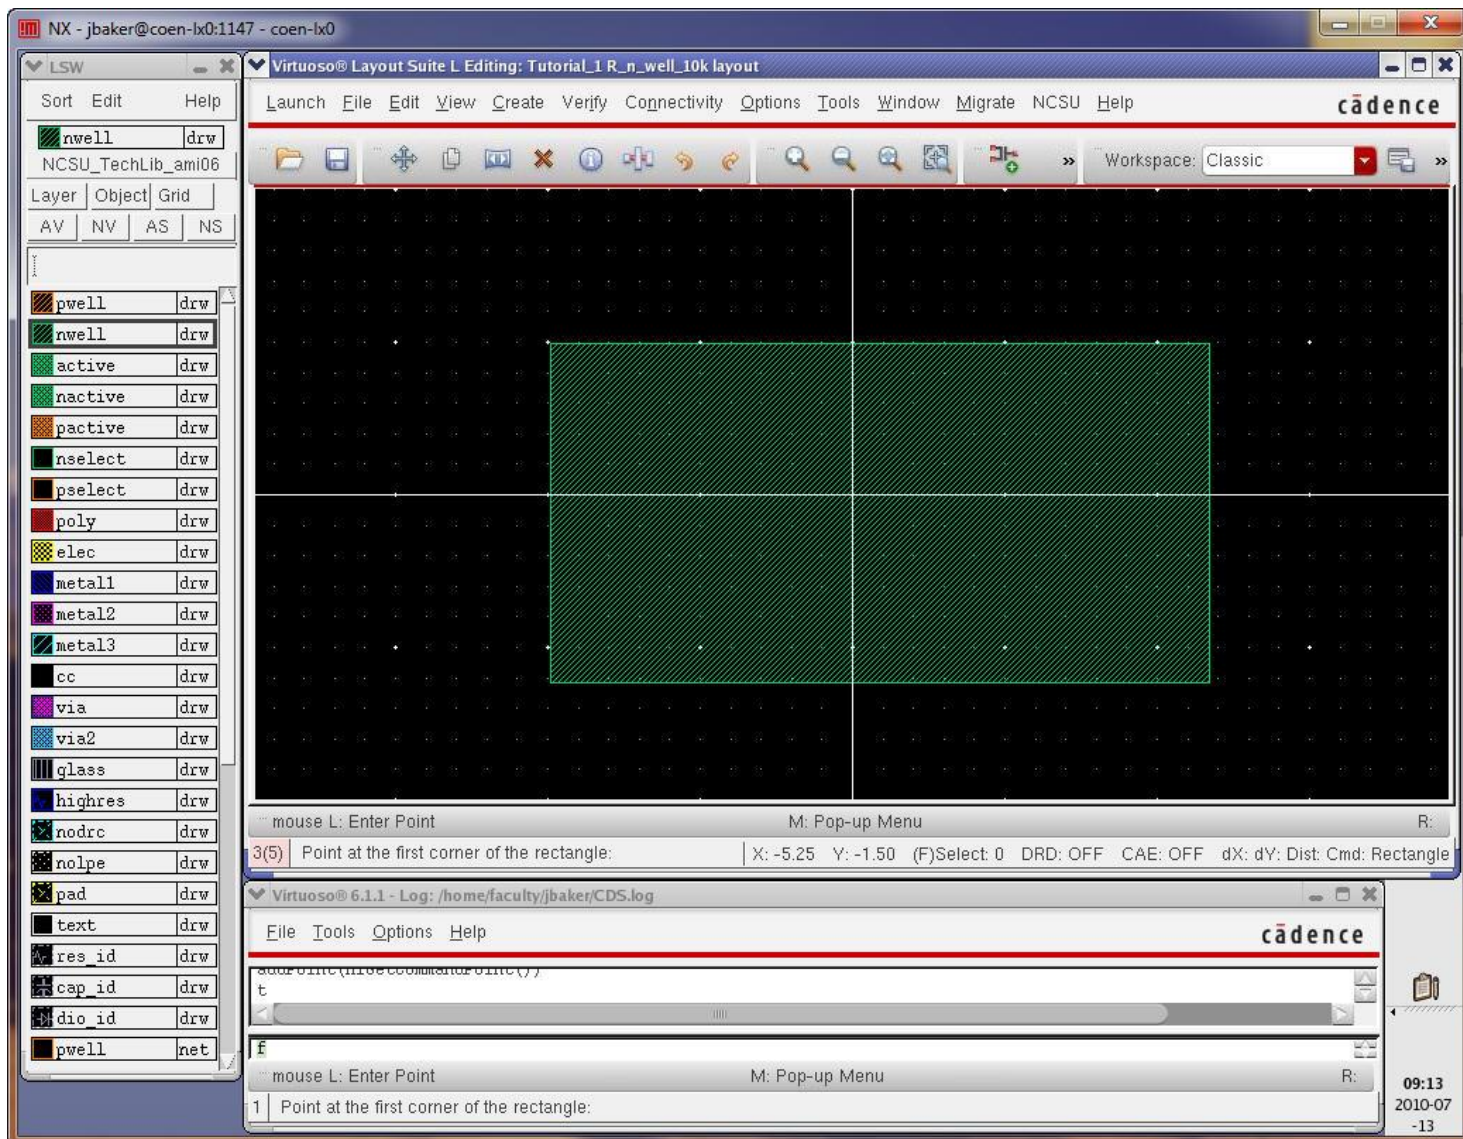 NX - jbaker@coen-lx0:1147 - coen-lx0
LSW
Sort Edit Help
nwell drw
NCSU_TechLib_ami06
Layer Object Grid
AV NV AS NS
pwell drw
nwell drw
active drw
nactive drw
pactive drw
nselect drw
pselect drw
poly drw
elec drw
metal1 drw
metal2 drw
metal3 drw
cc drw
via drw
via2 drw
glass drw
highres drw
nodrc drw
nolpe drw
pad drw
text drw
res_id drw
cap_id drw
dio_id drw
pwell net
Virtuoso® Layout Suite L Editing: Tutorial_1 R_n_well_10k layout
Launch File Edit View Create Verify Connectivity Options Tools Window Migrate NCSU Help cādence
» Workspace: Classic »
mouse L: Enter Point M: Pop-up Menu R:
3(5) Point at the first corner of the rectangle: X: -5.25 Y: -1.50 (F)Select: 0 DRD: OFF CAE: OFF dX: dY: Dist: Cmd: Rectangle
Virtuoso® 6.1.1 - Log: /home/faculty/jbaker/CDS.log
File Tools Options Help cādence
addPoint(hiGetCommandPoint())
t
f
mouse L: Enter Point M: Pop-up Menu R:
1 Point at the first corner of the rectangle:
09:13
2010-07
-13